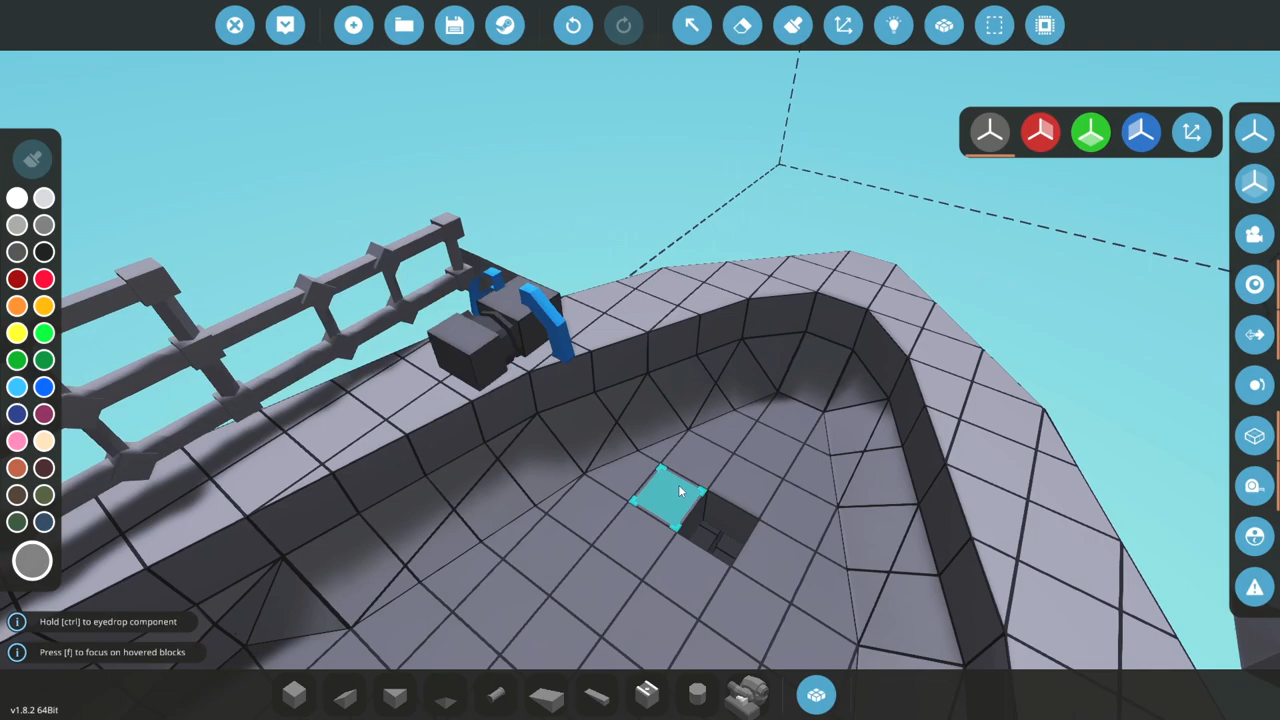 Hold [ctrl] to eyedrop component
Press [f] to focus on hovered blocks
v1.8.2 64Bit